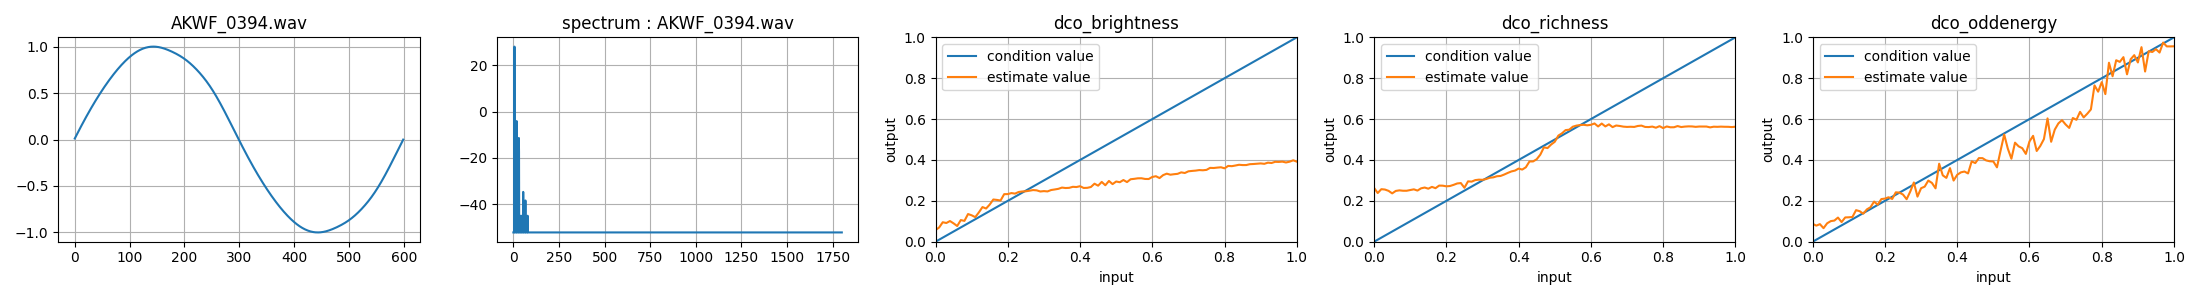 AKWF_0394.wav
1.0
0.5
0.0
−0.5
−1.0
0 100 200 300 400 500 600
spectrum : AKWF_0394.wav
20
0
−20
−40
0 250 500 750 1000 1250 1500 1750
dco_brightness
condition value
estimate value
output
1.0
0.8
0.6
0.4
0.2
0.0
0.0 0.2 0.4 0.6 0.8 1.0
input
dco_richness
condition value
estimate value
output
1.0
0.8
0.6
0.4
0.2
0.0
0.0 0.2 0.4 0.6 0.8 1.0
input
dco_oddenergy
condition value
estimate value
output
1.0
0.8
0.6
0.4
0.2
0.0
0.0 0.2 0.4 0.6 0.8 1.0
input